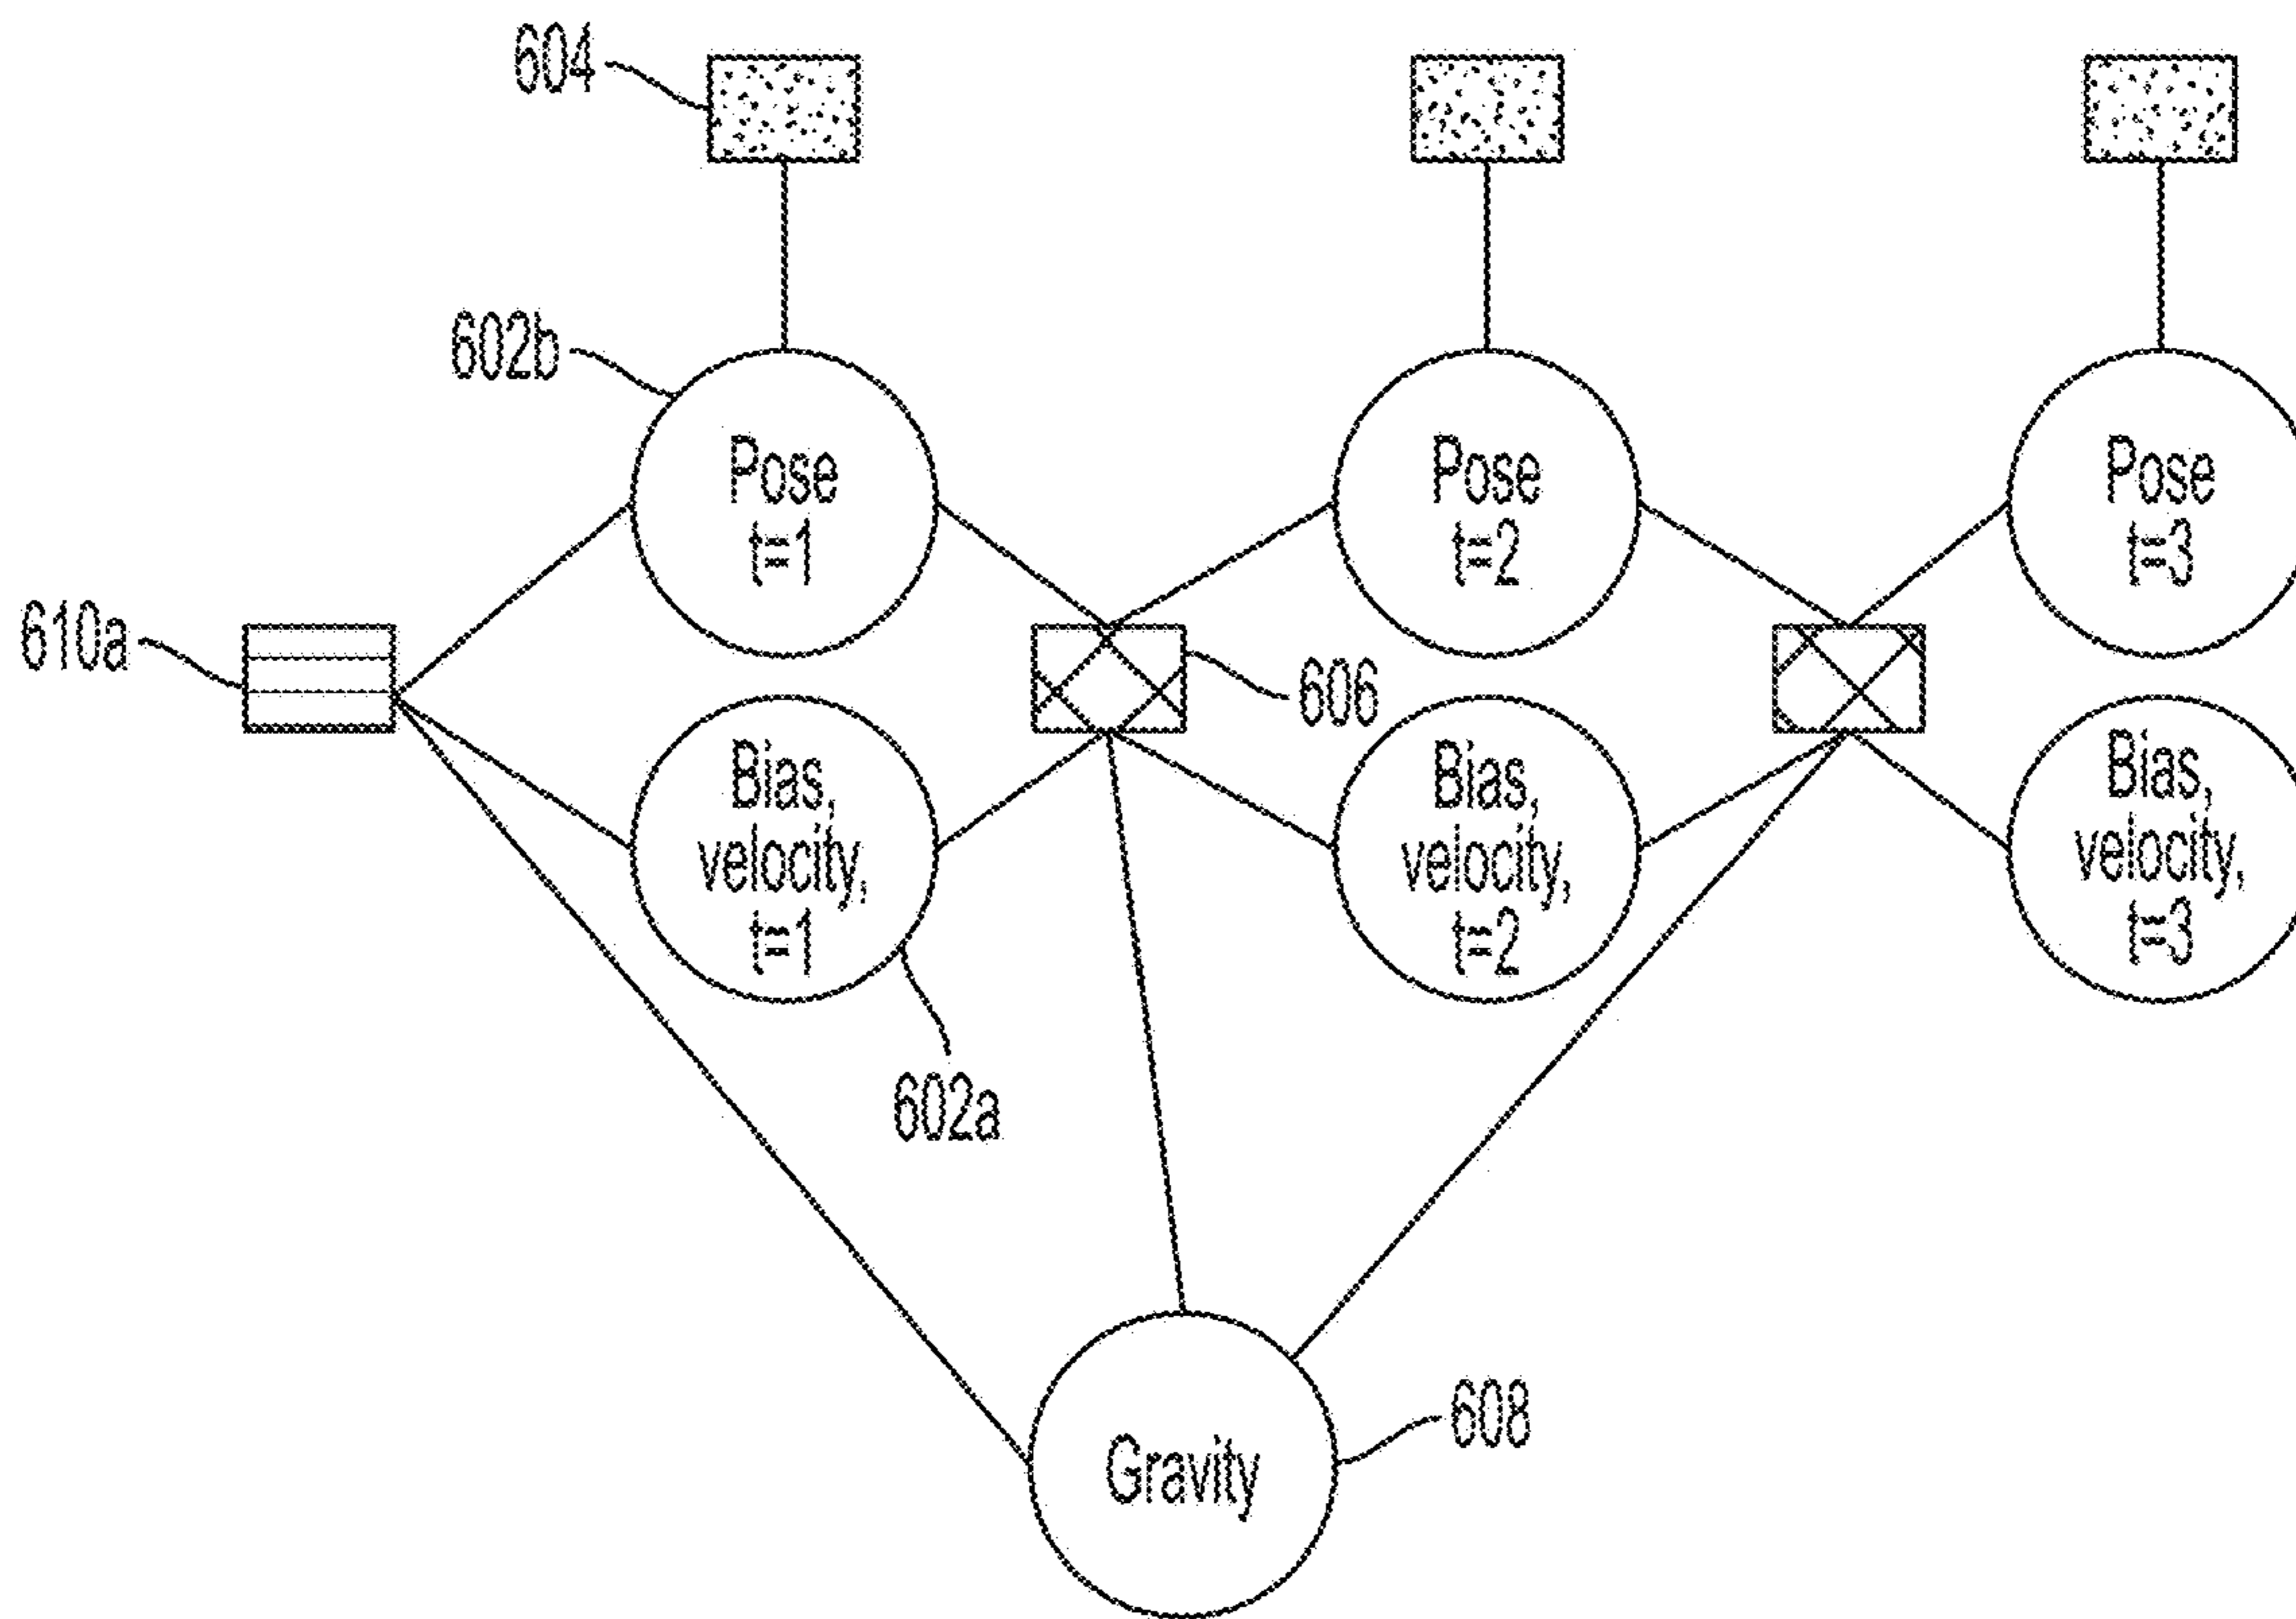 604
602b
Pose
t=1
Pose
t=2
Pose
t=3
610a
606
Bias,
velocity,
t=1
Bias,
velocity,
t=2
Bias,
velocity,
t=3
602a
608
Gravity